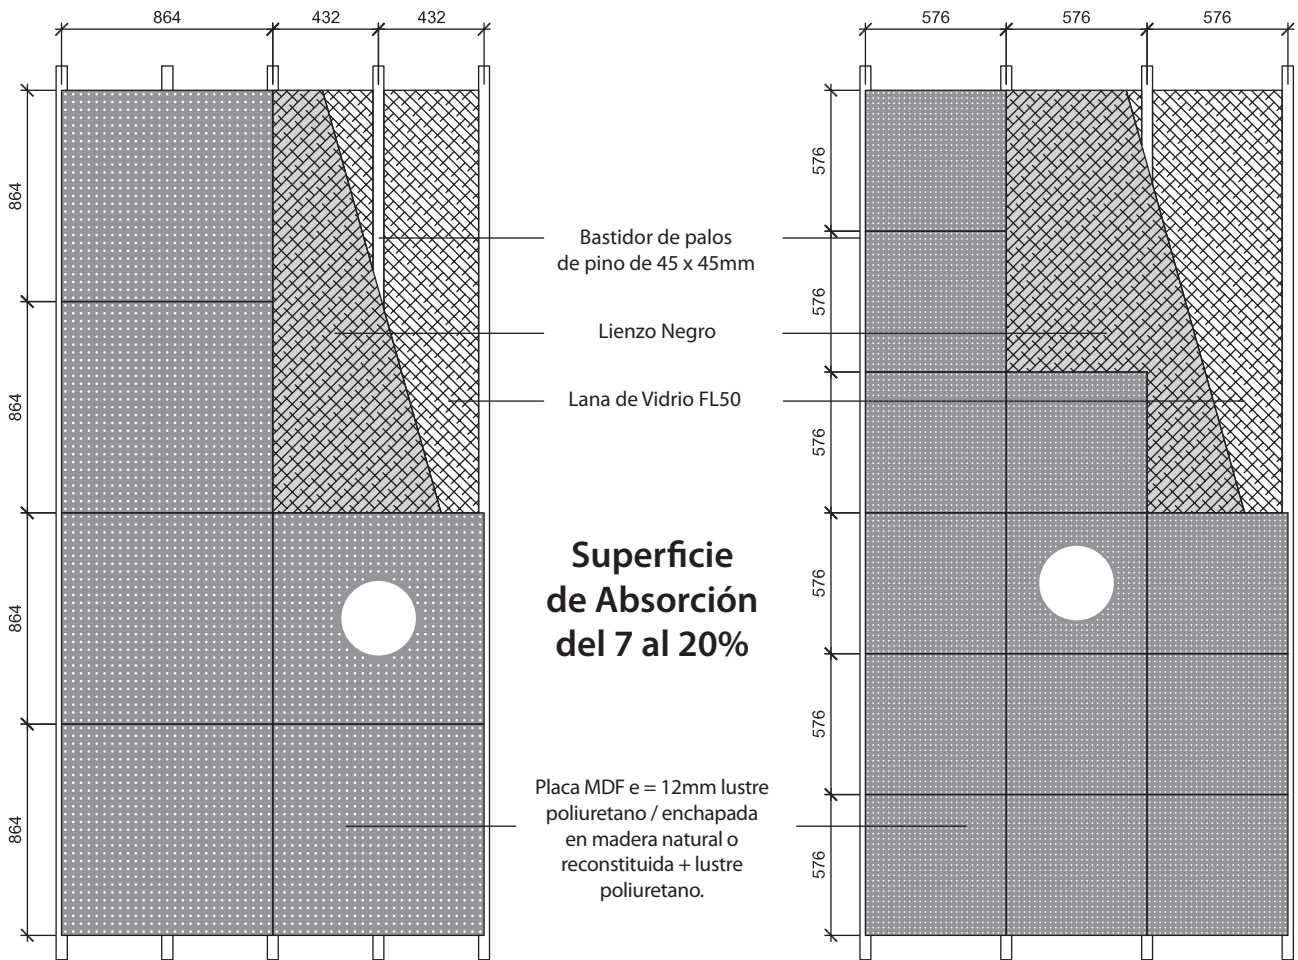 864
432
432
576
576
576
864
864
864
864
576
576
576
576
576
576
Bastidor de palos
de pino de 45 x 45mm
Lienzo Negro
Lana de Vidrio FL50
Superficie
de Absorción
del 7 al 20%
Placa MDF e = 12mm lustre
poliuretano / enchapada
en madera natural o
reconstituida + lustre
poliuretano.